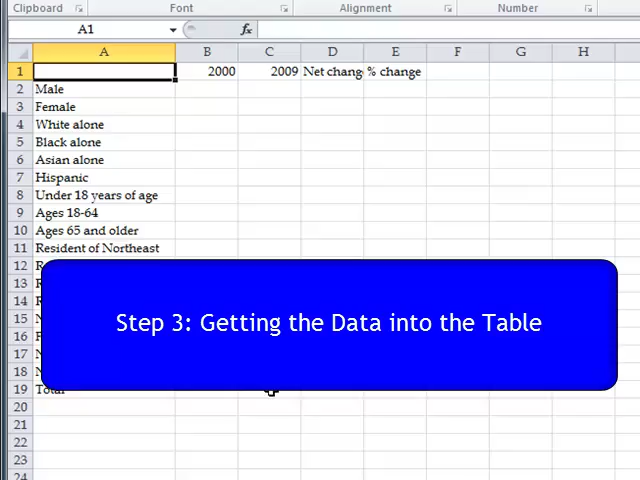 Clipboard Font Alignment Number
A1 fx
A B C D E F G H
1 2000 2009 Net chang % change
2 Male
3 Female
4 White alone
5 Black alone
6 Asian alone
7 Hispanic
8 Under 18 years of age
9 Ages 18-64
10 Ages 65 and older
11 Resident of Northeast
12 R
13 R
14 R
15 N
16 F
17 N
18 N
19 Total
20
21
22
23
24
Step 3: Getting the Data into the Table